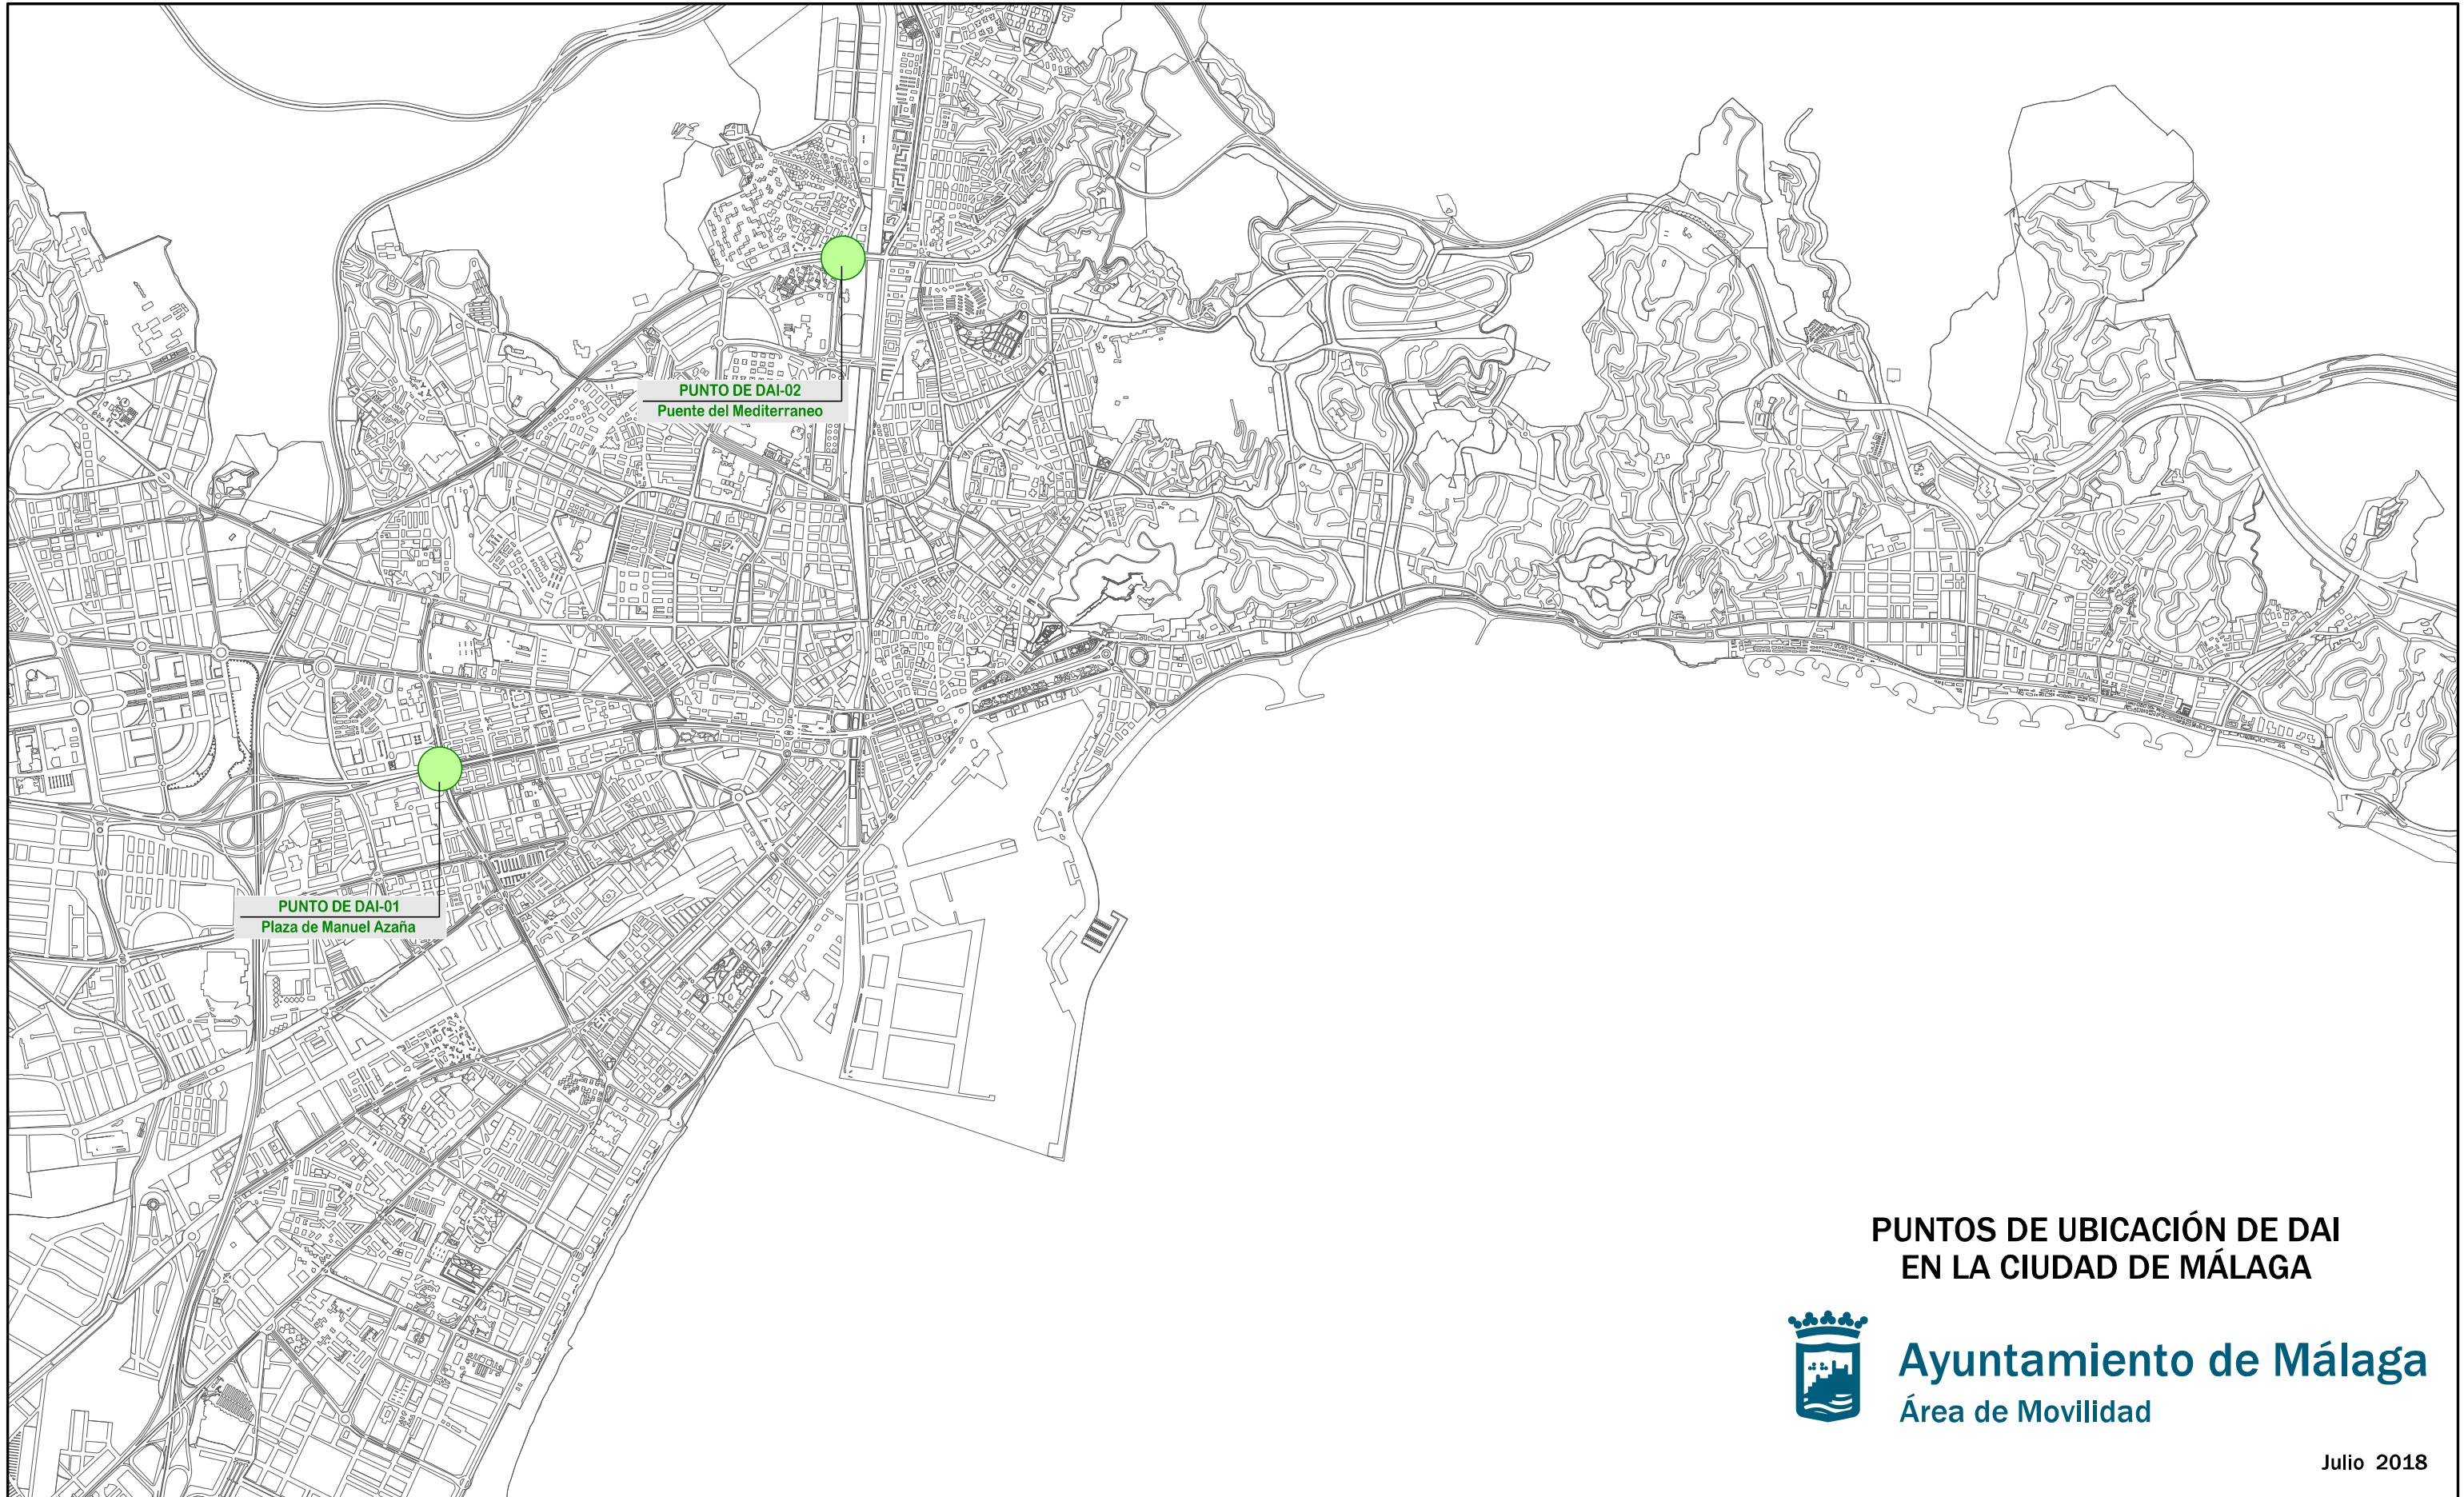 PUNTO DE DAI-02
Puente del Mediterraneo
PUNTO DE DAI-01
Plaza de Manuel Azaña
PUNTOS DE UBICACIÓN DE DAI
EN LA CIUDAD DE MÁLAGA
Ayuntamiento de Málaga
Área de Movilidad
Julio 2018